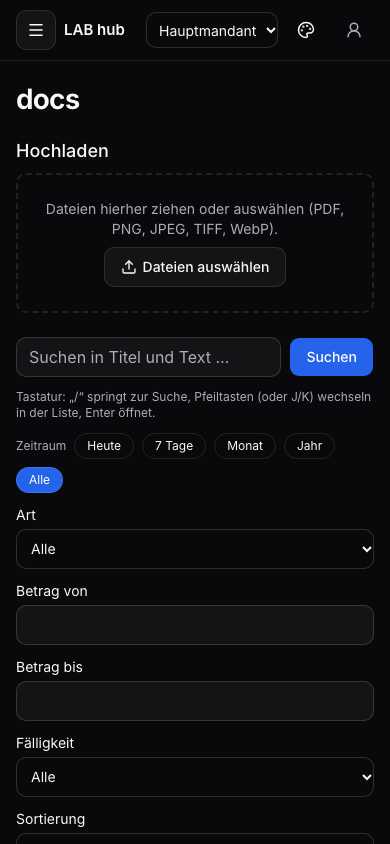 LAB hub
Hauptmandant
docs
Hochladen
Dateien hierher ziehen oder auswählen (PDF,
PNG, JPEG, TIFF, WebP).
Dateien auswählen
Suchen in Titel und Text ...
Suchen
Tastatur: „/“ springt zur Suche, Pfeiltasten (oder J/K) wechseln
in der Liste, Enter öffnet.
Zeitraum
Heute
7 Tage
Monat
Jahr
Alle
Art
Alle
Betrag von
Betrag bis
Fälligkeit
Alle
Sortierung